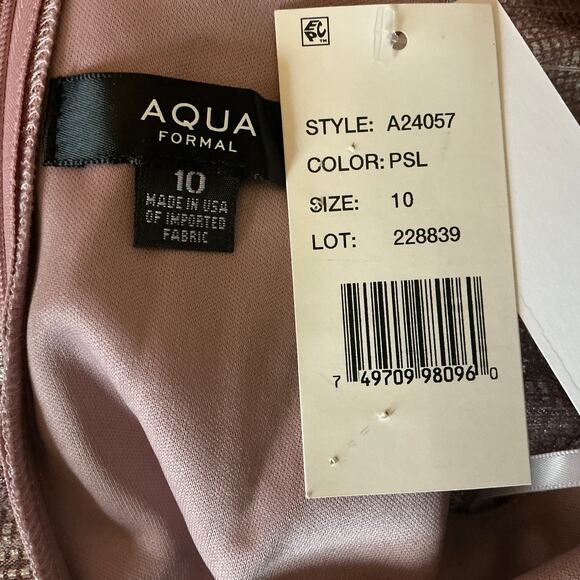 AQUA
FORMAL
10
MADE IN USA
OF IMPORTED
FABRIC
EPC™
STYLE: A24057
COLOR: PSL
SIZE: 10
LOT: 228839
7 49709 98096 0